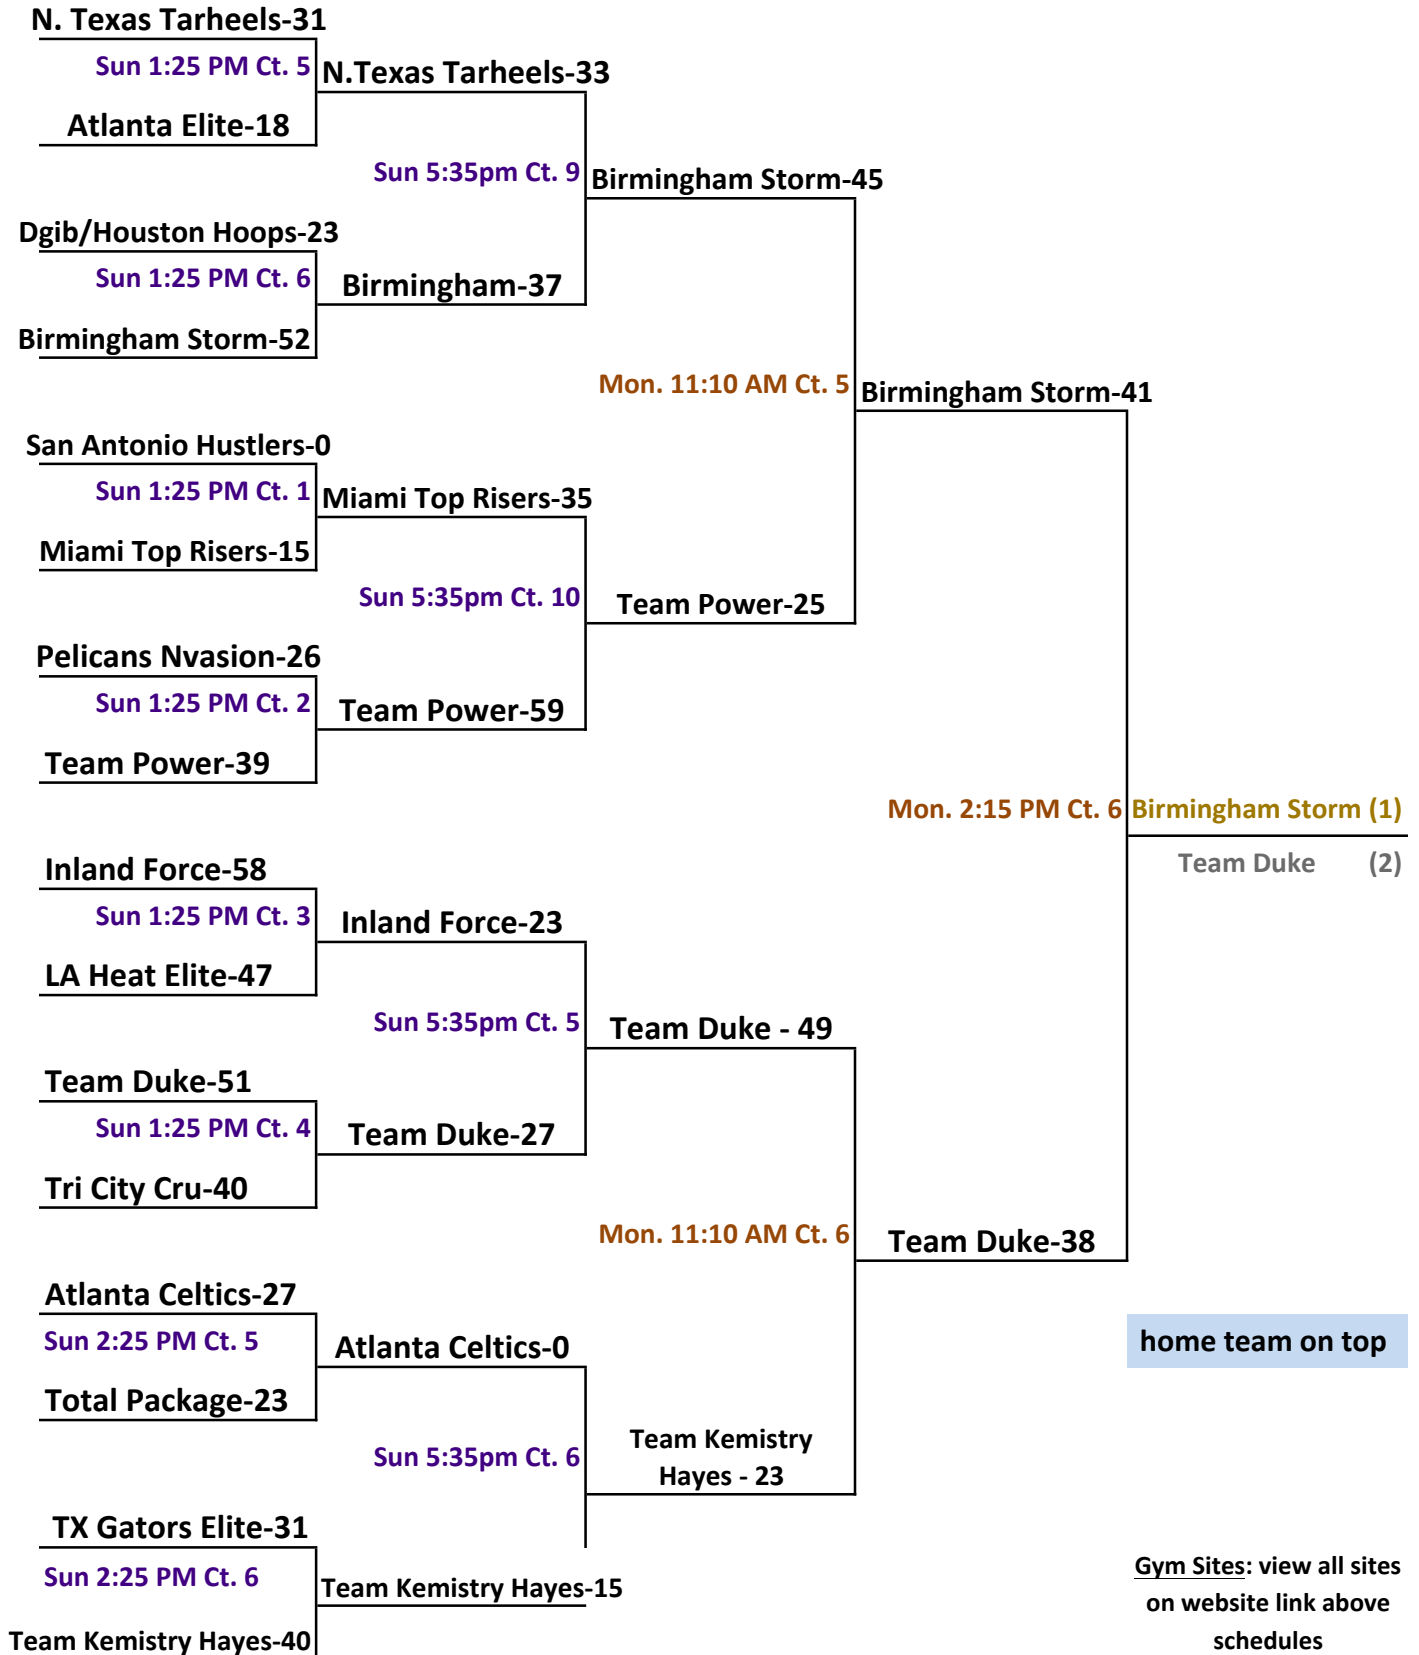 N. Texas Tarheels-31
Sun 1:25 PM Ct. 5
N.Texas Tarheels-33
Atlanta Elite-18
Sun 5:35pm Ct. 9
Birmingham Storm-45
Dgib/Houston Hoops-23
Sun 1:25 PM Ct. 6
Birmingham-37
Birmingham Storm-52
Mon. 11:10 AM Ct. 5
Birmingham Storm-41
San Antonio Hustlers-0
Sun 1:25 PM Ct. 1
Miami Top Risers-35
Miami Top Risers-15
Sun 5:35pm Ct. 10
Team Power-25
Pelicans Nvasion-26
Sun 1:25 PM Ct. 2
Team Power-59
Team Power-39
Mon. 2:15 PM Ct. 6
Birmingham Storm (1)
Team Duke (2)
Inland Force-58
Sun 1:25 PM Ct. 3
Inland Force-23
LA Heat Elite-47
Sun 5:35pm Ct. 5
Team Duke - 49
Team Duke-51
Sun 1:25 PM Ct. 4
Team Duke-27
Tri City Cru-40
Mon. 11:10 AM Ct. 6
Team Duke-38
Atlanta Celtics-27
Sun 2:25 PM Ct. 5
Atlanta Celtics-0
home team on top
Total Package-23
Sun 5:35pm Ct. 6
Team Kemistry
Hayes - 23
TX Gators Elite-31
Sun 2:25 PM Ct. 6
Team Kemistry Hayes-15
Team Kemistry Hayes-40
Gym Sites: view all sites
on website link above
schedules